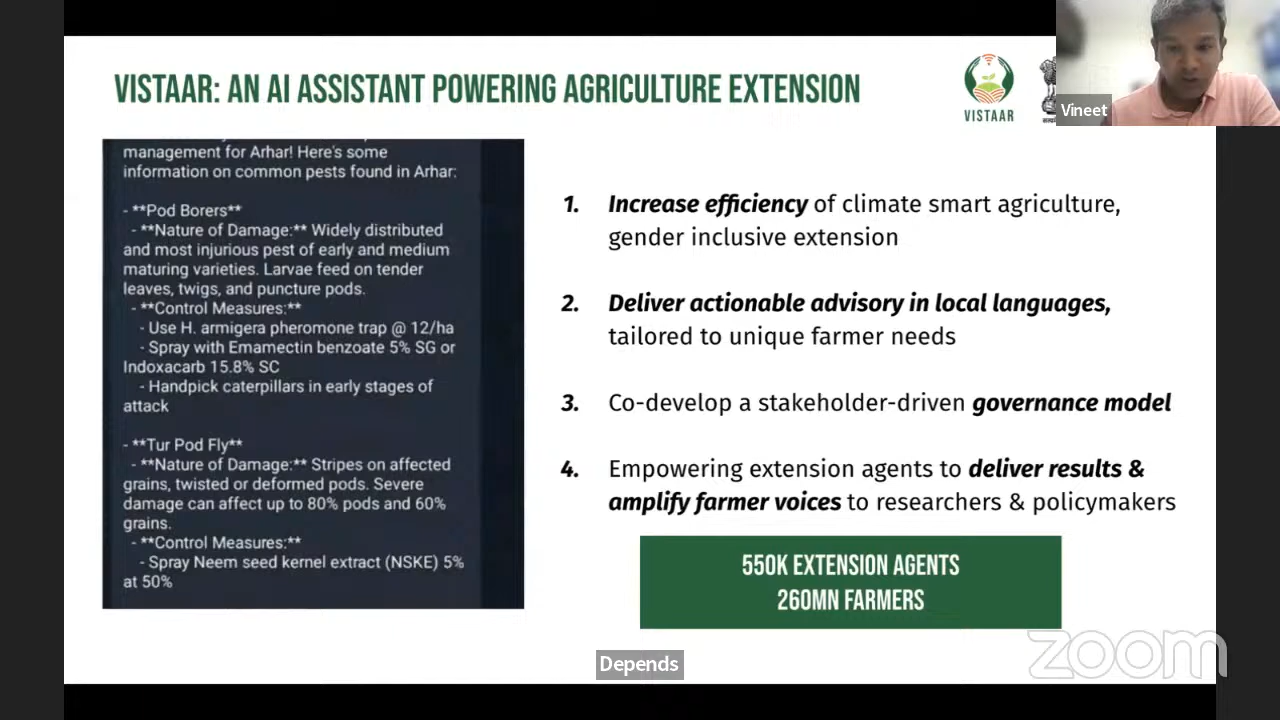 VISTAAR: AN AI ASSISTANT POWERING AGRICULTURE EXTENSION
VISTAAR
Vineet
management for Arhar! Here's some
information on common pests found in Arhar:
- **Pod Borers**
- **Nature of Damage:** Widely distributed
and most injurious pest of early and medium
maturing varieties. Larvae feed on tender
leaves, twigs, and puncture pods.
- **Control Measures:**
- Use H. armigera pheromone trap @ 12/ha
- Spray with Emamectin benzoate 5% SG or
Indoxacarb 15.8% SC
- Handpick caterpillars in early stages of
attack
- **Tur Pod Fly**
- **Nature of Damage:** Stripes on affected
grains, twisted or deformed pods. Severe
damage can affect up to 80% pods and 60%
grains.
- **Control Measures:**
- Spray Neem seed kernel extract (NSKE) 5%
at 50%
1. Increase efficiency of climate smart agriculture,
gender inclusive extension
2. Deliver actionable advisory in local languages,
tailored to unique farmer needs
3. Co-develop a stakeholder-driven governance model
4. Empowering extension agents to deliver results &
amplify farmer voices to researchers & policymakers
550K EXTENSION AGENTS
260MN FARMERS
Depends
zoom